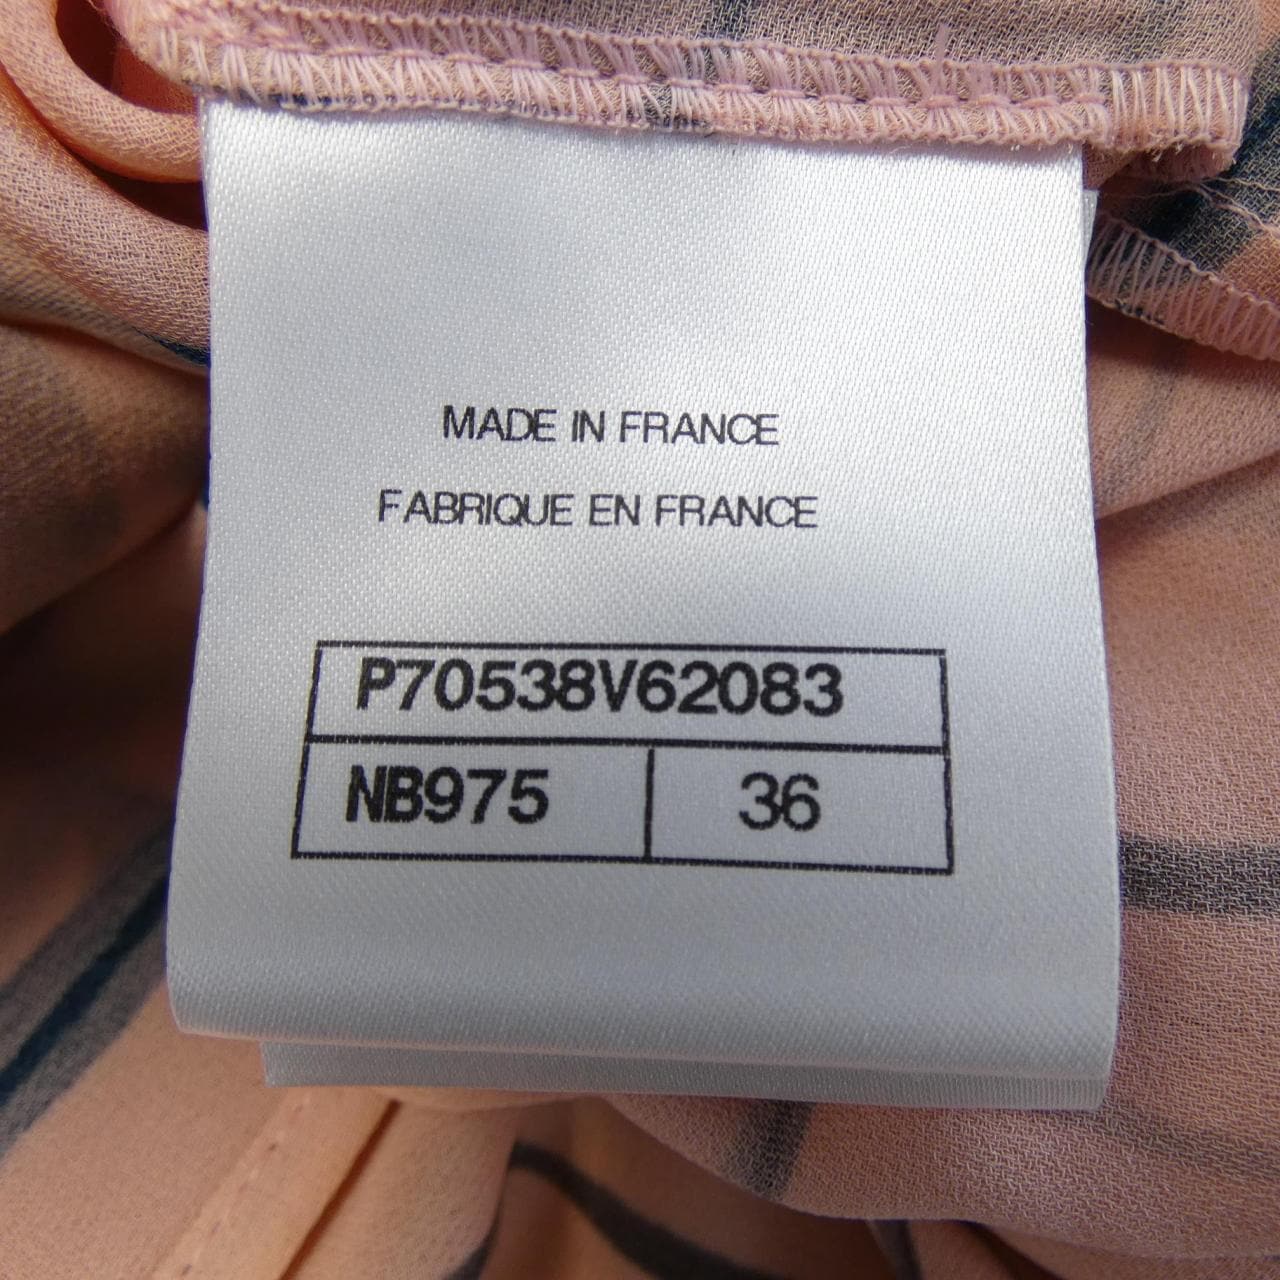 MADE IN FRANCE
FABRIQUE EN FRANCE
P70538V62083
NB975 36